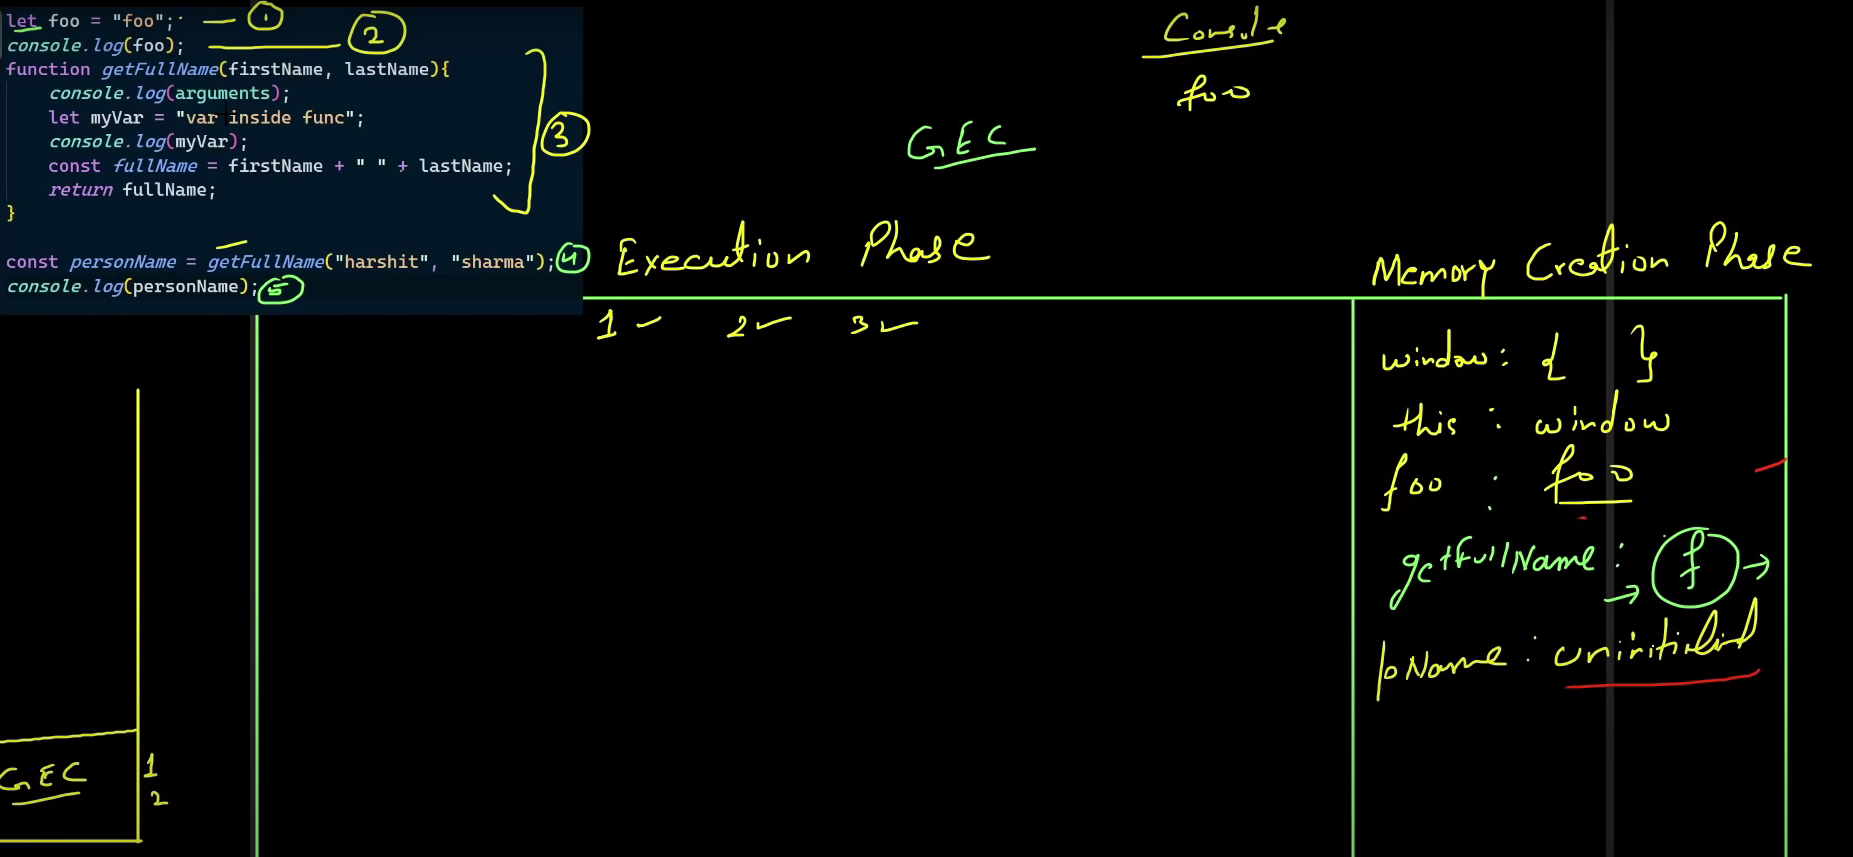 let foo = "foo"; 1
console.log(foo); 2
function getFullName(firstName, lastName){
console.log(arguments);
let myVar = "var inside func";
console.log(myVar); 3
const fullName = firstName + " " + lastName;
return fullName;
}
const personName = getFullName("harshit", "sharma"); 4
console.log(personName); 5
Console
foo
GEC
Execution Phase
Memory Creation Phase
1 2 3
window: { }
this : window
foo : foo
getFullName: f
pName: 
GEC 1
2